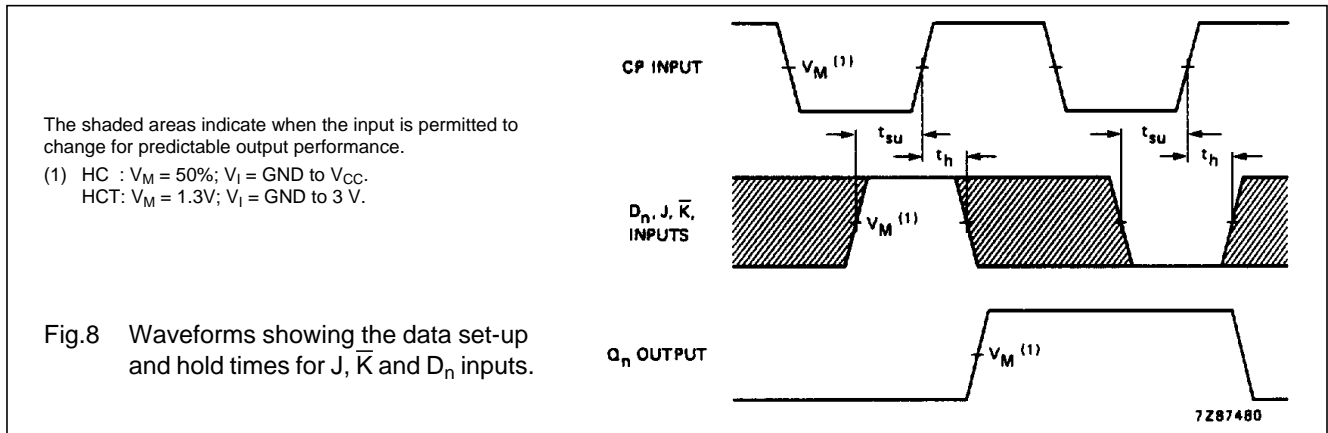 The shaded areas indicate when the input is permitted to
change for predictable output performance.
(1) HC : V_M = 50%; V_I = GND to V_CC.
HCT: V_M = 1.3V; V_I = GND to 3 V.
Fig.8 Waveforms showing the data set-up
and hold times for J, K̅ and D_n inputs.
CP INPUT
V_M (1)
t_su
t_h
t_su
t_h
D_n, J, K̅,
INPUTS
V_M (1)
Q_n OUTPUT
V_M (1)
7Z87480